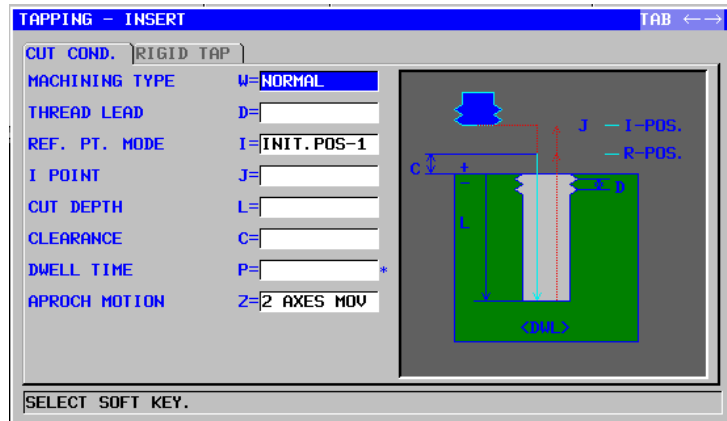 TAPPING - INSERT TAB ←→
CUT COND. RIGID TAP
MACHINING TYPE W=NORMAL
THREAD LEAD D=
REF. PT. MODE I=INIT.POS-1
I POINT J=
CUT DEPTH L=
CLEARANCE C=
DWELL TIME P= *
APROCH MOTION Z=2 AXES MOV
J I-POS.
R-POS.
C + -
D
L
<DWL>
SELECT SOFT KEY.